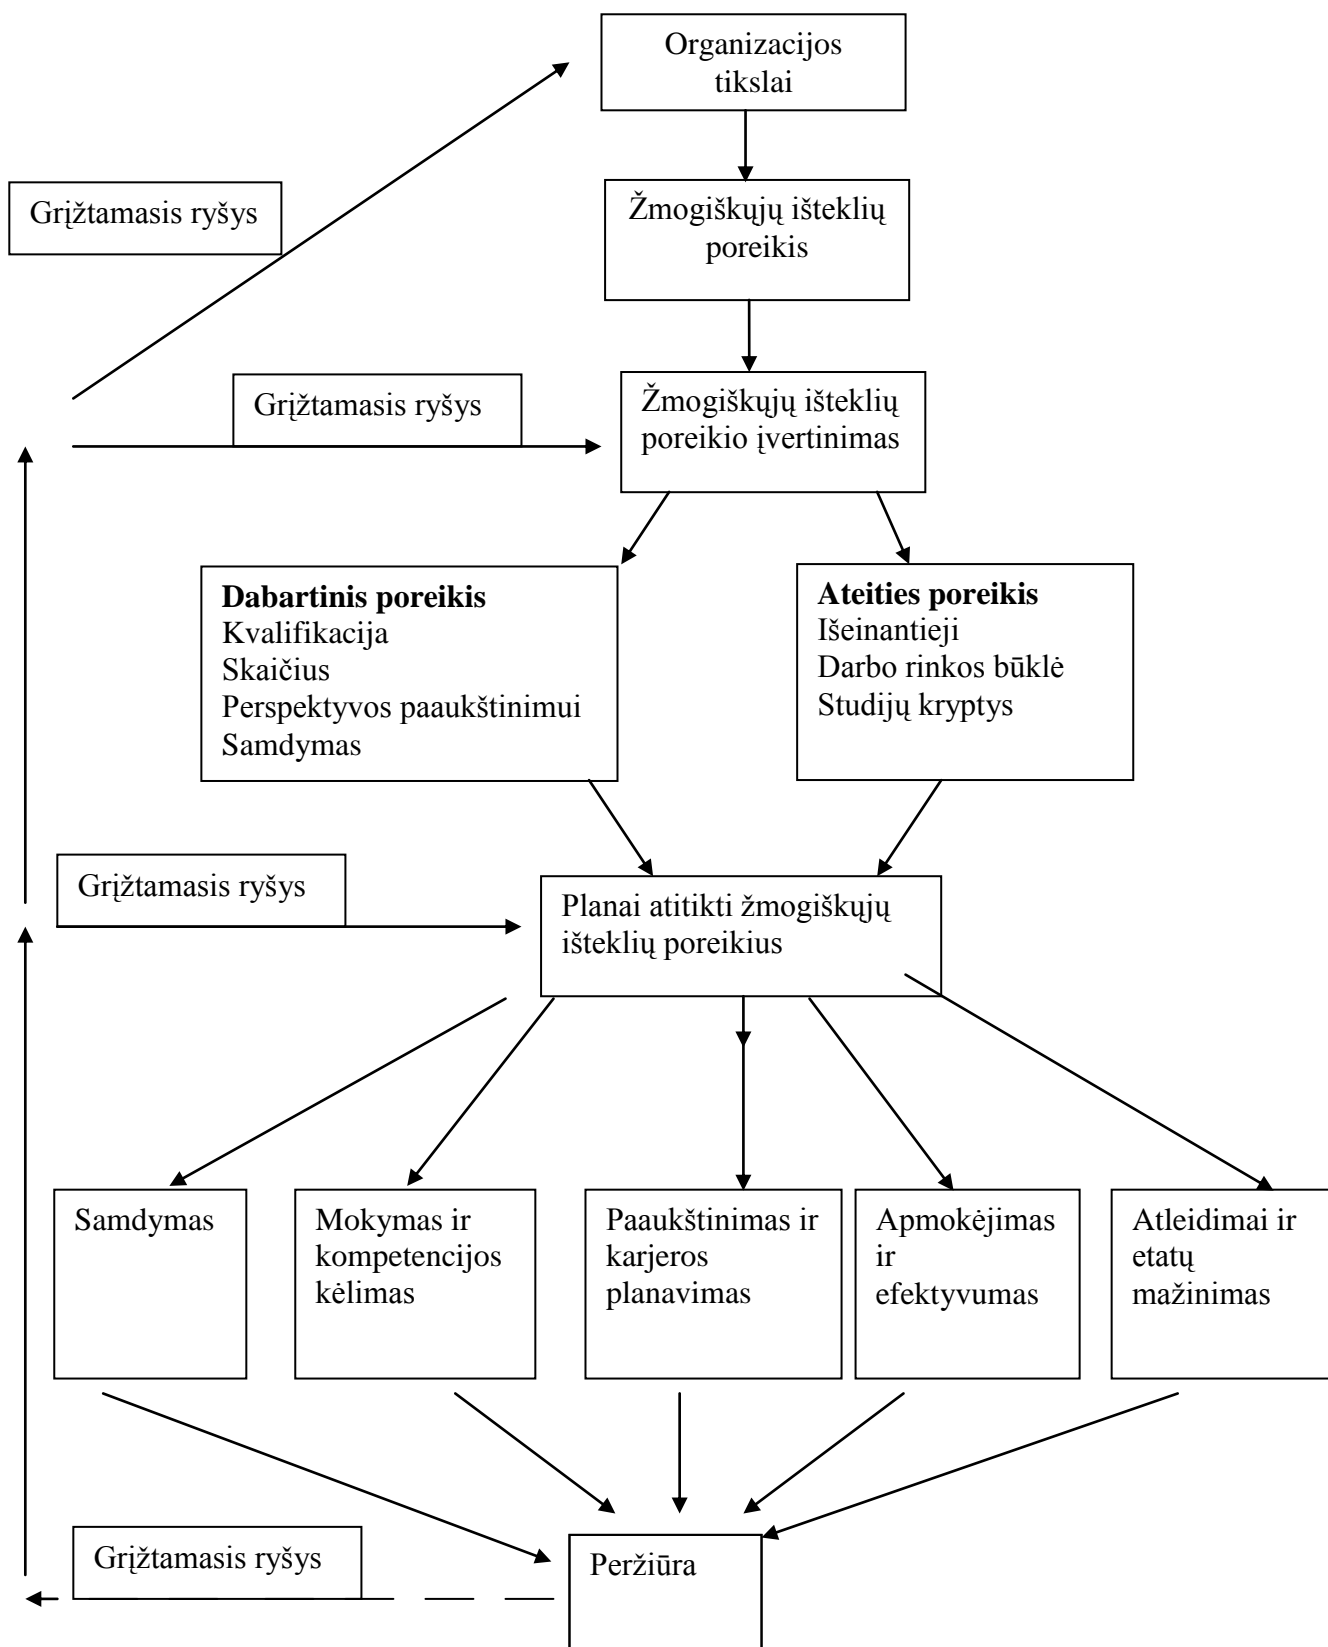 Organizacijos
tikslai
Grįžtamasis ryšys
Žmogiškųjų išteklių
poreikis
Grįžtamasis ryšys
Žmogiškųjų išteklių
poreikio įvertinimas
Dabartinis poreikis
Kvalifikacija
Skaičius
Perspektyvos paaukštinimui
Samdymas
Ateities poreikis
Išeinantieji
Darbo rinkos būklė
Studijų kryptys
Grįžtamasis ryšys
Planai atitikti žmogiškųjų
išteklių poreikius
Samdymas
Mokymas ir
kompetencijos
kėlimas
Paaukštinimas ir
karjeros
planavimas
Apmokėjimas
ir
efektyvumas
Atleidimai ir
etatų
mažinimas
Grįžtamasis ryšys
Peržiūra